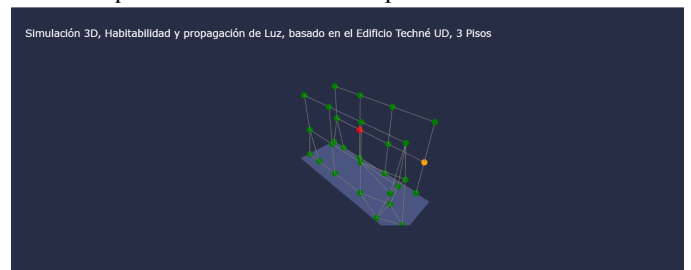 Simulación 3D, Habitabilidad y propagación de Luz, basado en el Edificio Techné UD, 3 Pisos